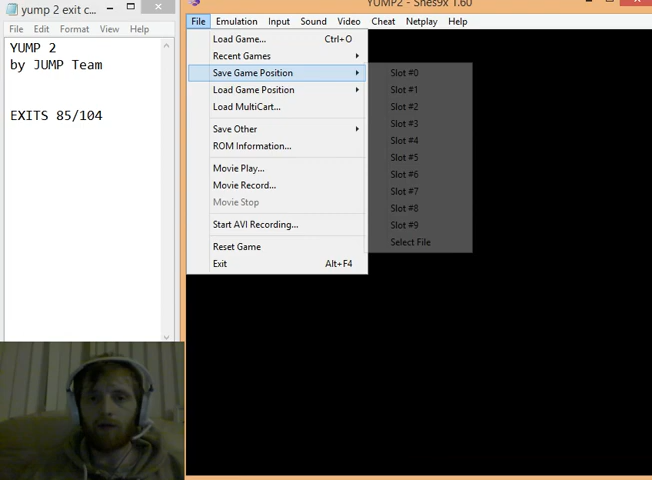 yump 2 exit c...
File Edit Format View Help
YUMP 2
by JUMP Team
EXITS 85/104
YUMP2 - Snes9x 1.60
File Emulation Input Sound Video Cheat Netplay Help
Load Game... Ctrl+O
Recent Games
Save Game Position
Load Game Position
Load MultiCart...
Save Other
ROM Information...
Movie Play...
Movie Record...
Movie Stop
Start AVI Recording...
Reset Game
Exit Alt+F4
Slot #0
Slot #1
Slot #2
Slot #3
Slot #4
Slot #5
Slot #6
Slot #7
Slot #8
Slot #9
Select File